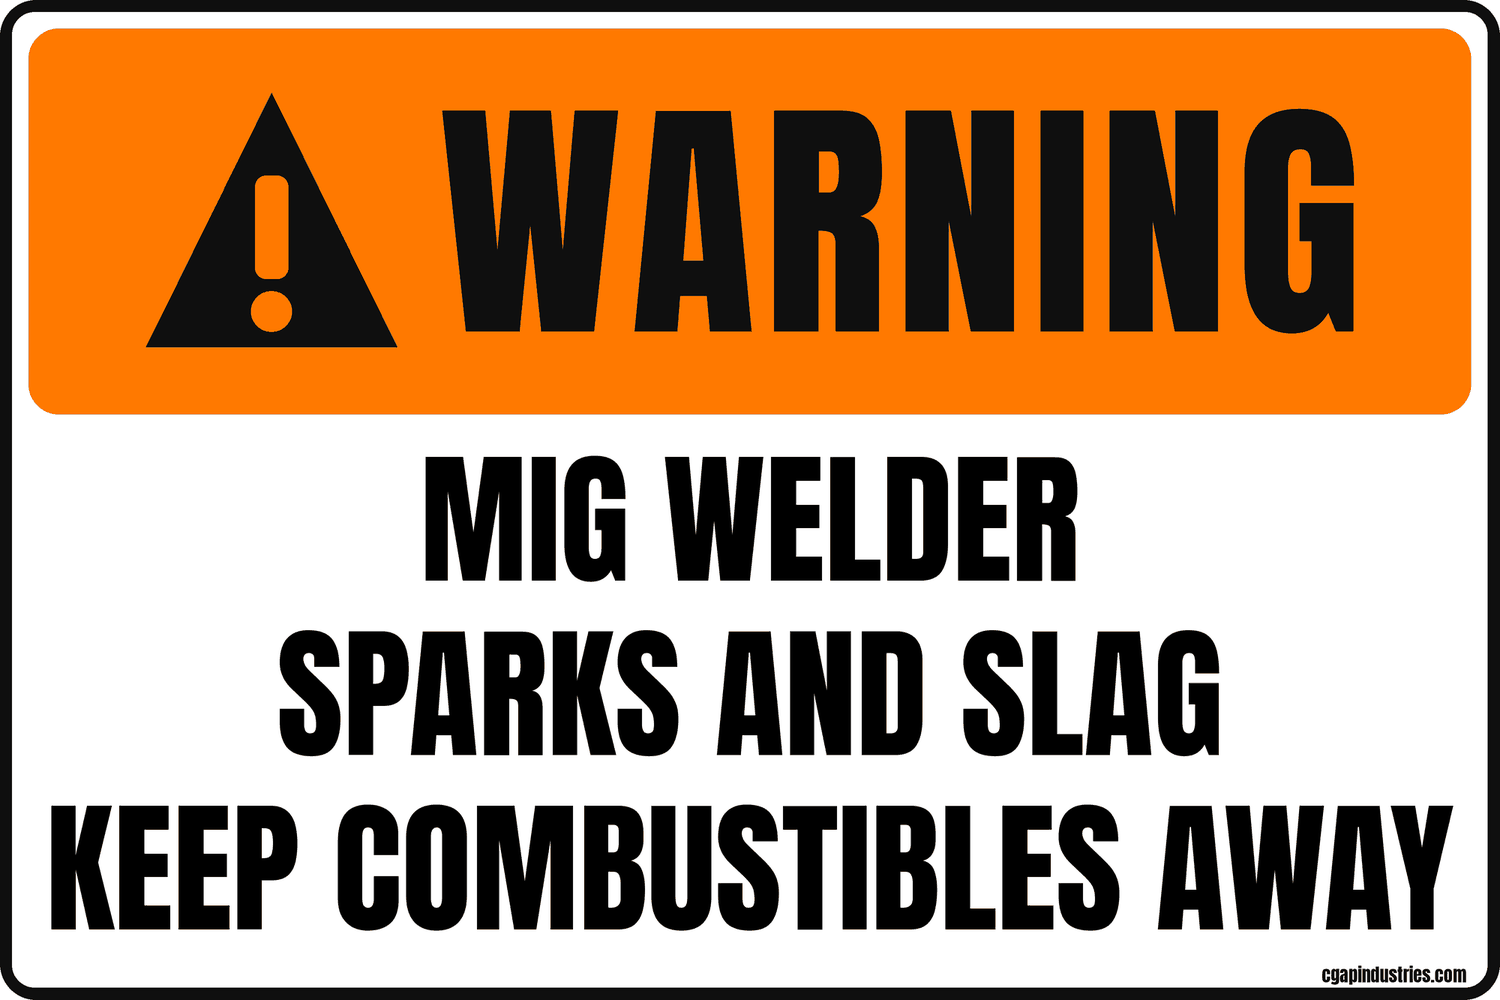 WARNING
MIG WELDER
SPARKS AND SLAG
KEEP COMBUSTIBLES AWAY
cgapindustries.com